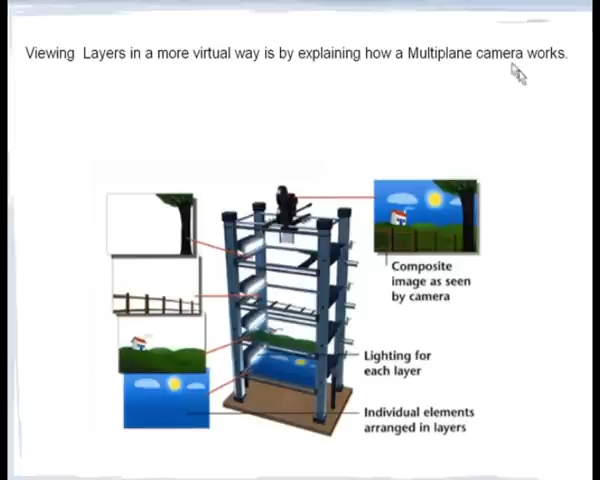 Viewing Layers in a more virtual way is by explaining how a Multiplane camera works.
Composite
image as seen
by camera
Lighting for
each layer
Individual elements
arranged in layers